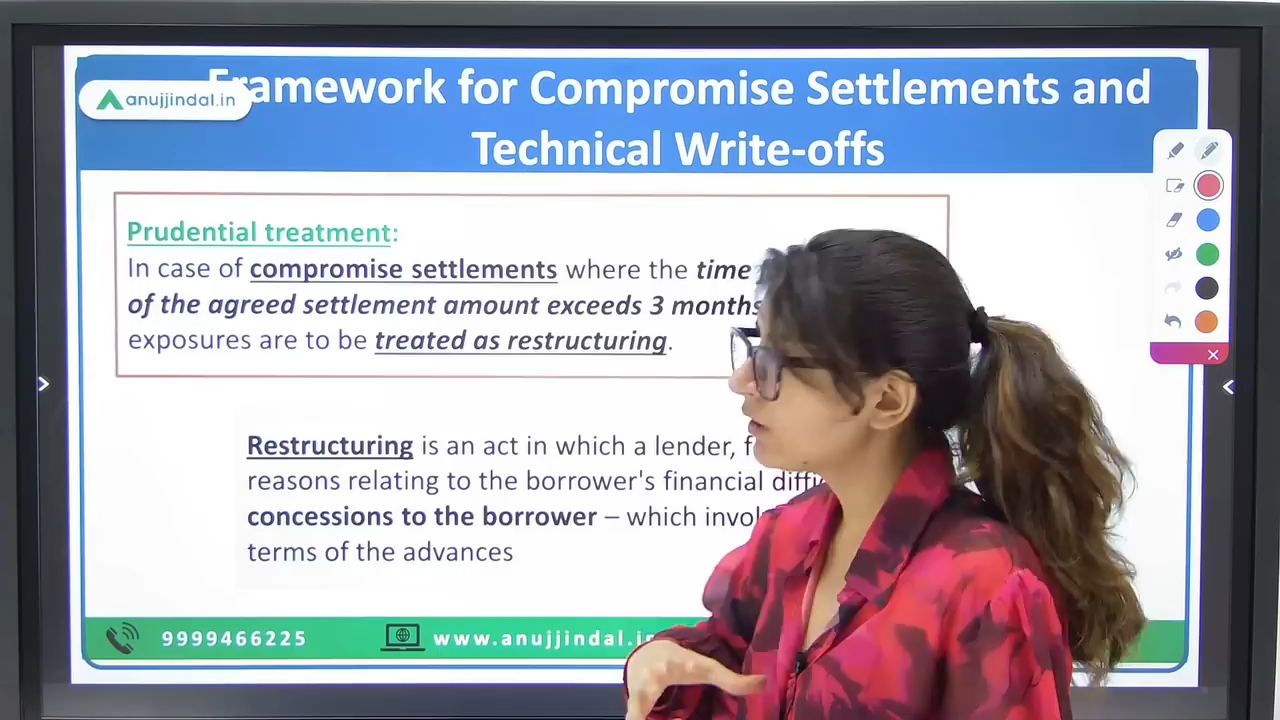 anujjindal.in
Framework for Compromise Settlements and
Technical Write-offs
Prudential treatment:
In case of compromise settlements where the time
of the agreed settlement amount exceeds 3 months
exposures are to be treated as restructuring.
Restructuring is an act in which a lender,
reasons relating to the borrower's financial
concessions to the borrower – which
terms of the advances
9999466225
www.anujjindal.in